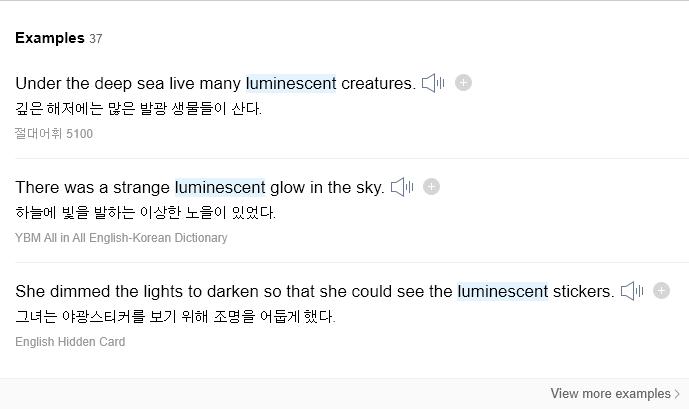 Examples 37
Under the deep sea live many luminescent creatures.
깊은 해저에는 많은 발광 생물들이 산다.
절대어휘 5100
There was a strange luminescent glow in the sky.
하늘에 빛을 발하는 이상한 노을이 있었다.
YBM All in All English-Korean Dictionary
She dimmed the lights to darken so that she could see the luminescent stickers.
그녀는 야광스티커를 보기 위해 조명을 어둡게 했다.
English Hidden Card
View more examples